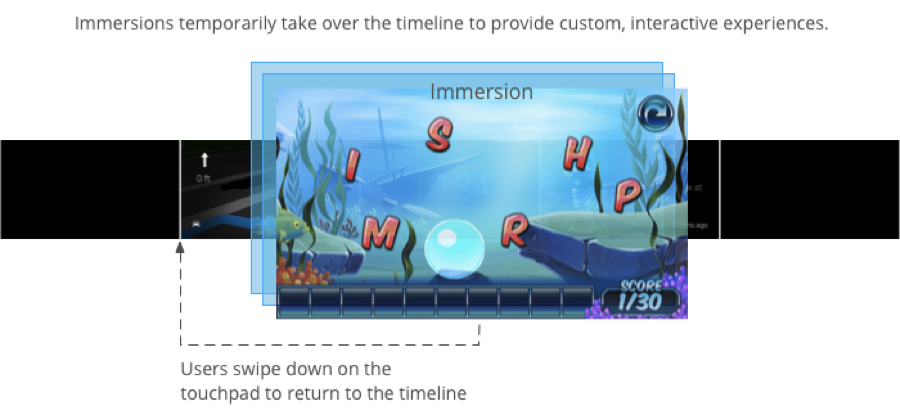 Immersions temporarily take over the timeline to provide custom, interactive experiences.
Immersion
S
I
H
P
M
R
0 ft
SCORE
1/30
Users swipe down on the
touchpad to return to the timeline